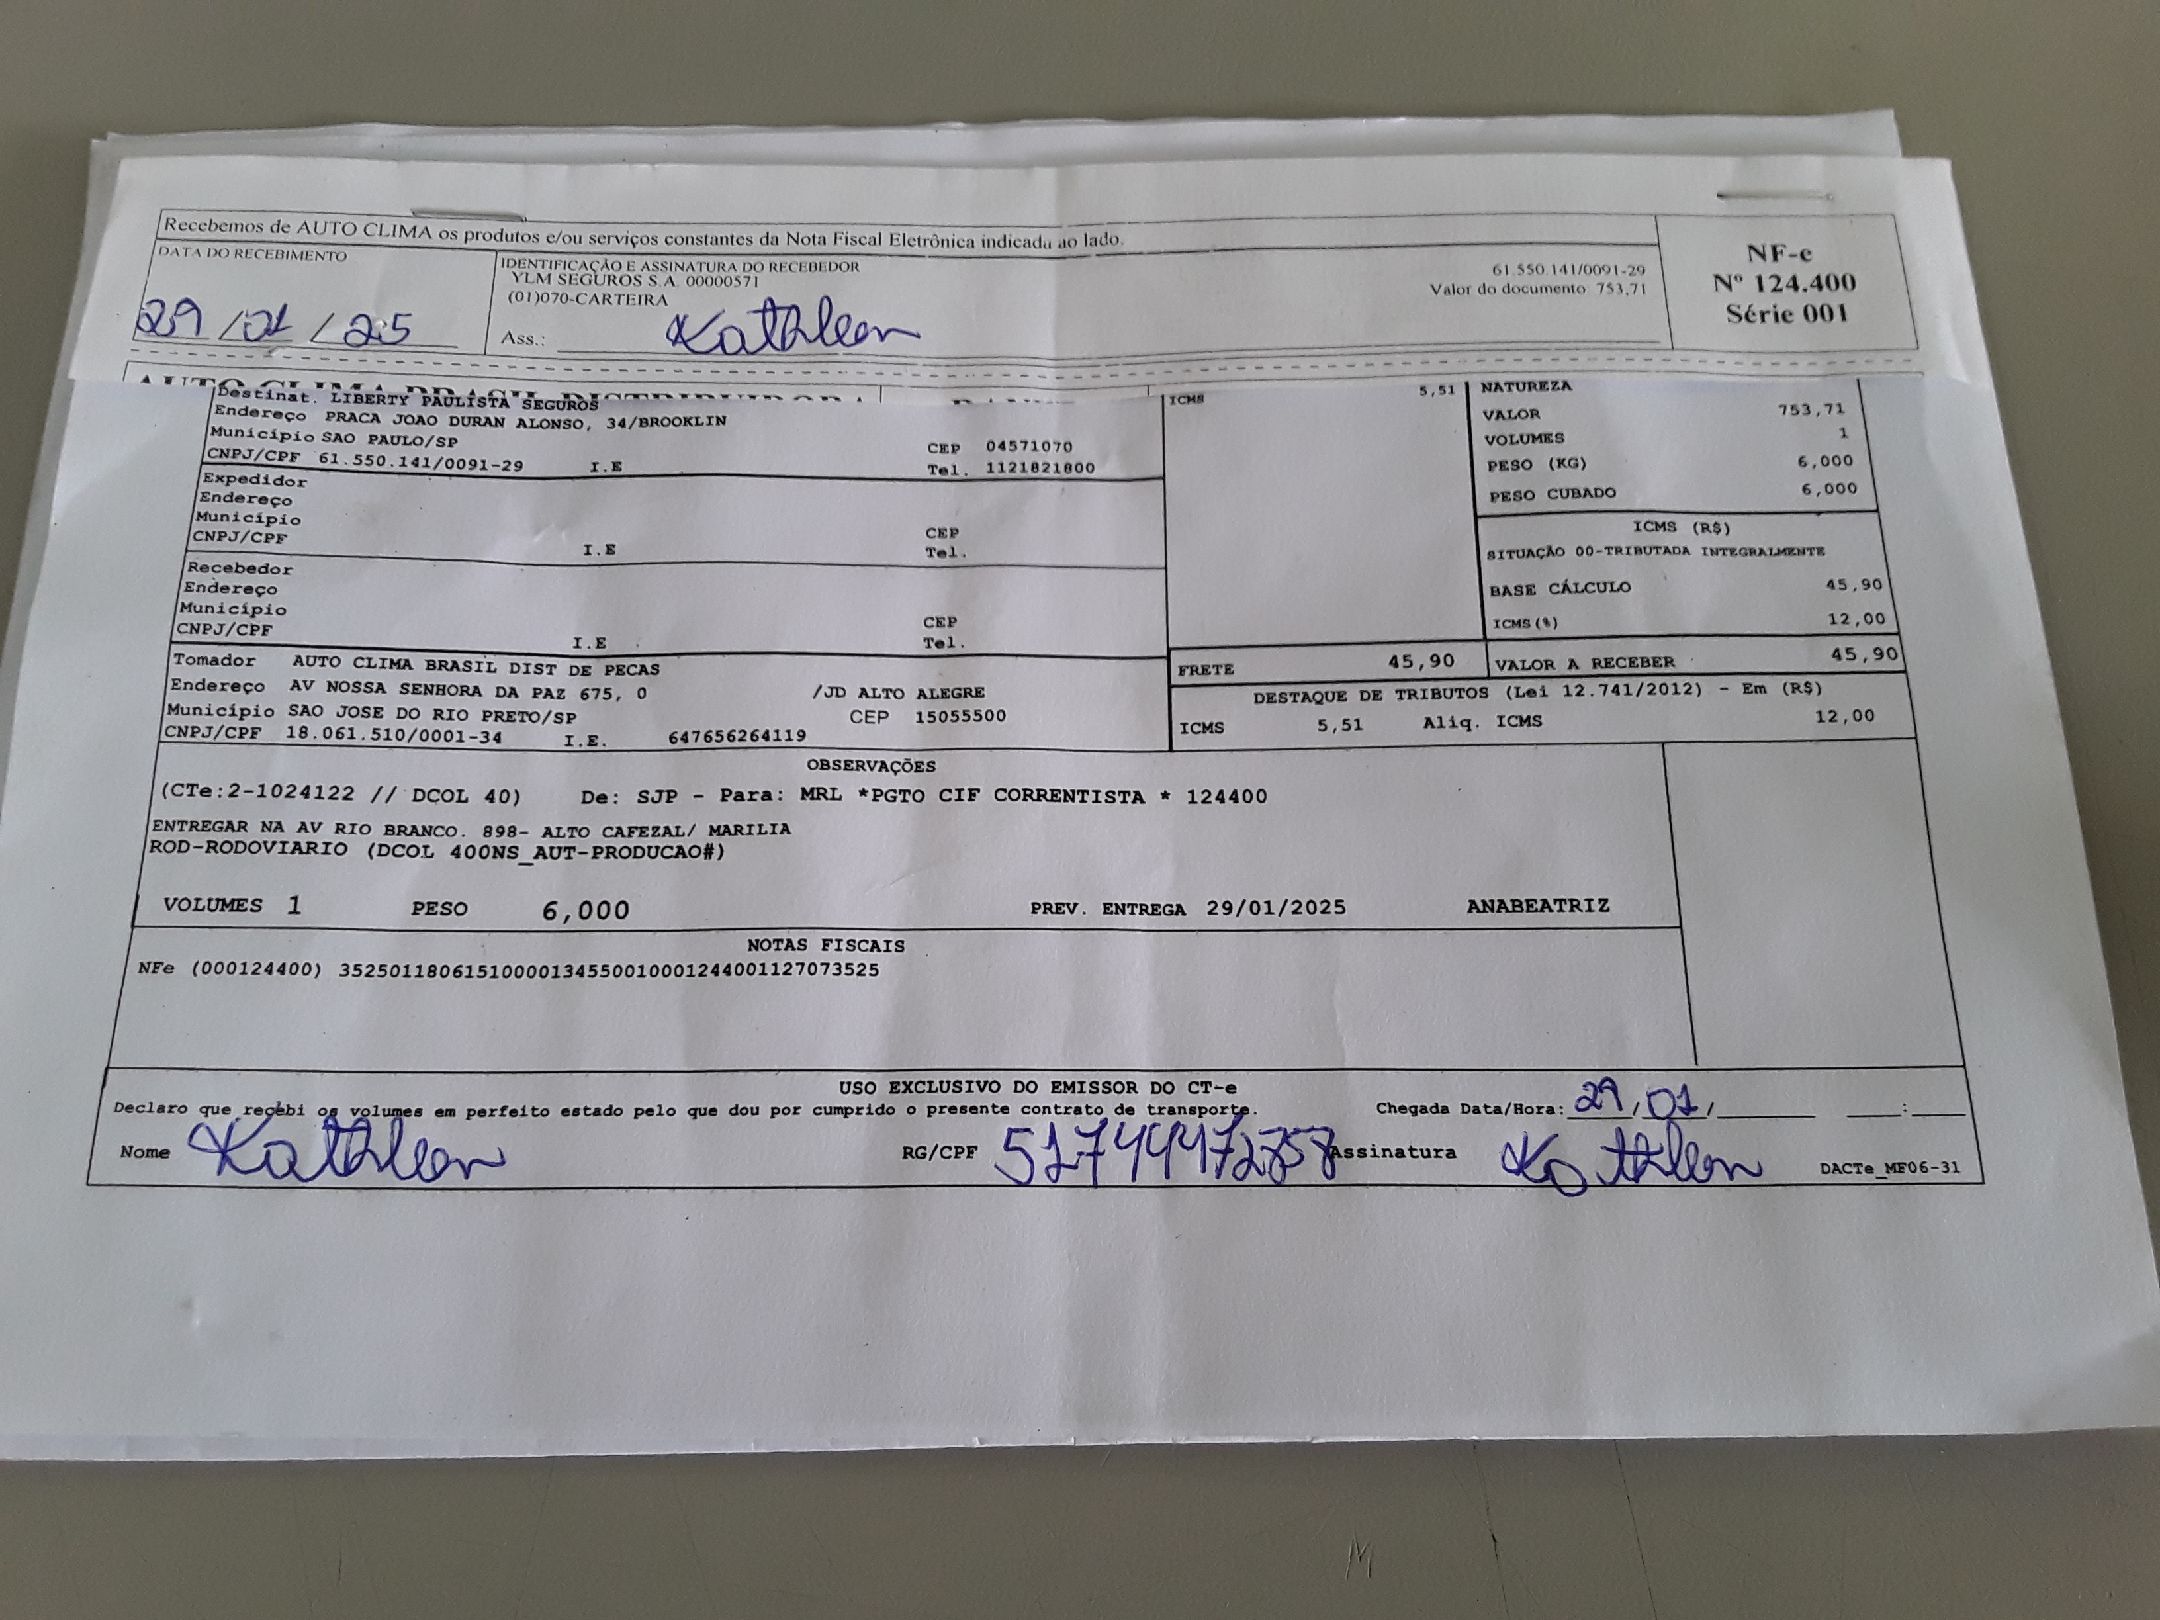 Recebemos de AUTO CLIMA os produtos e/ou serviços constantes da Nota Fiscal Eletrônica indicada ao lado.
DATA DO RECEBIMENTO
29/01/25
IDENTIFICAÇÃO E ASSINATURA DO RECEBEDOR
YLM SEGUROS S.A. 00000571
(01)070-CARTEIRA
Ass.: Kathleen
61.550.141/0091-29
Valor do documento 753,71
NF-e
Nº 124.400
Série 001
AUTO CLIMA BRASIL DISTRIBUIDORA
Destinat. LIBERTY PAULISTA SEGUROS
Endereço PRACA JOAO DURAN ALONSO, 34/BROOKLIN
Município SAO PAULO/SP CEP 04571070
CNPJ/CPF 61.550.141/0091-29 I.E Tel. 1121821800
Expedidor
Endereço
Município CEP
CNPJ/CPF I.E Tel.
Recebedor
Endereço
Município CEP
CNPJ/CPF I.E Tel.
Tomador AUTO CLIMA BRASIL DIST DE PECAS
Endereço AV NOSSA SENHORA DA PAZ 675, 0 /JD ALTO ALEGRE
Município SAO JOSE DO RIO PRETO/SP CEP 15055500
CNPJ/CPF 18.061.510/0001-34 I.E. 647656264119
ICMS 5,51
NATUREZA
VALOR 753,71
VOLUMES 1
PESO (KG) 6,000
PESO CUBADO 6,000
ICMS (R$)
SITUAÇÃO 00-TRIBUTADA INTEGRALMENTE
BASE CÁLCULO 45,90
ICMS(%) 12,00
FRETE 45,90 VALOR A RECEBER 45,90
DESTAQUE DE TRIBUTOS (Lei 12.741/2012) - Em (R$)
ICMS 5,51 Aliq. ICMS 12,00
OBSERVAÇÕES
(CTe:2-1024122 // DCOL 40) De: SJP - Para: MRL *PGTO CIF CORRENTISTA * 124400
ENTREGAR NA AV RIO BRANCO. 898- ALTO CAFEZAL/ MARILIA
ROD-RODOVIARIO (DCOL 400NS_AUT-PRODUCAO#)
VOLUMES 1 PESO 6,000 PREV. ENTREGA 29/01/2025 ANABEATRIZ
NOTAS FISCAIS
NFe (000124400) 35250118061510000134550010001244001127073525
USO EXCLUSIVO DO EMISSOR DO CT-e
Declaro que recebi os volumes em perfeito estado pelo que dou por cumprido o presente contrato de transporte. Chegada Data/Hora: 29/01/ :
Nome Kathleen RG/CPF 51744472757 Assinatura Kathleen DACTe_MF06-31